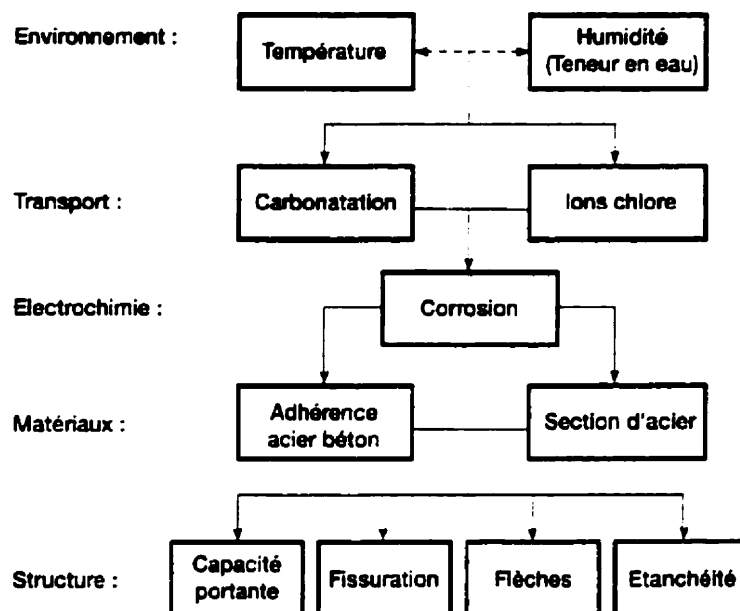 Environnement :
Température
Humidité
(Teneur en eau)
Transport :
Carbonatation
Ions chlore
Electrochimie :
Corrosion
Matériaux :
Adhérence
acier béton
Section d'acier
Structure :
Capacité
portante
Fissuration
Flèches
Etanchéité